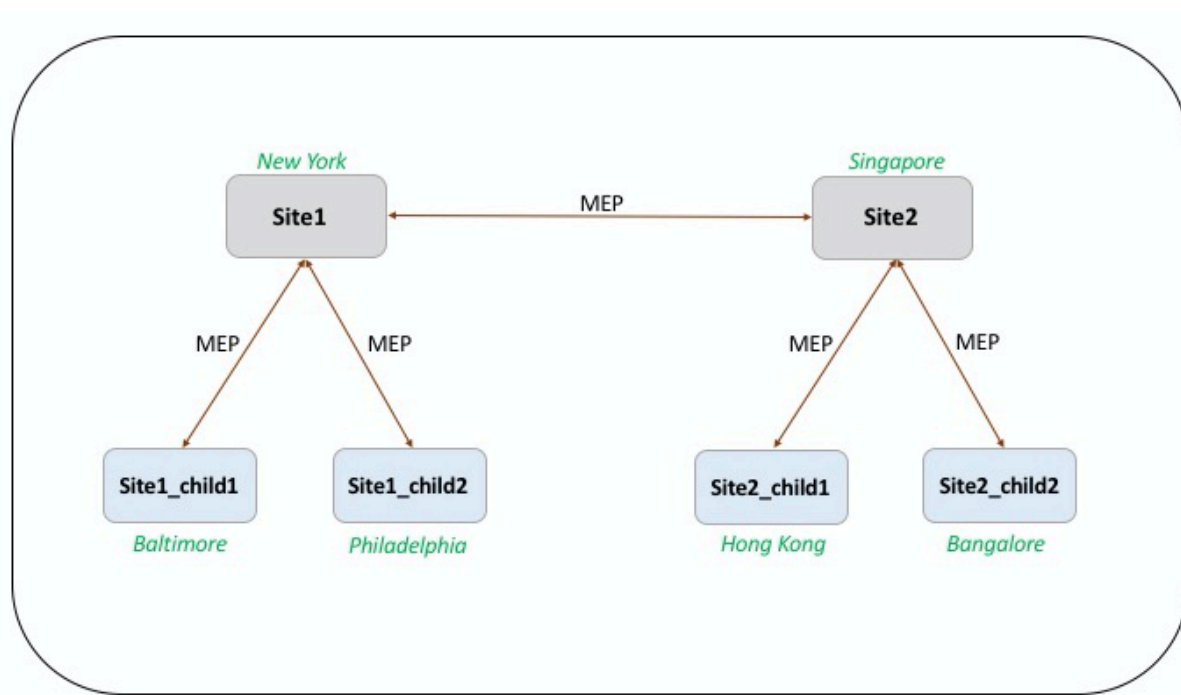 New York
Singapore
Site1
MEP
Site2
MEP
MEP
MEP
MEP
Site1_child1
Site1_child2
Site2_child1
Site2_child2
Baltimore
Philadelphia
Hong Kong
Bangalore